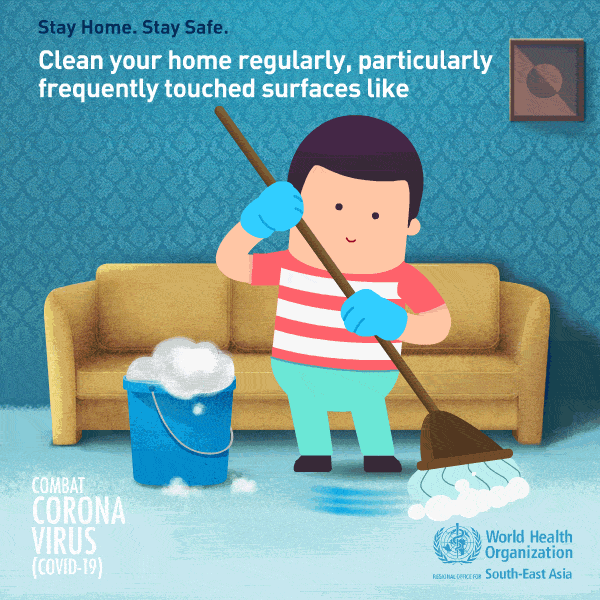 Stay Home. Stay Safe.
Clean your home regularly, particularly
frequently touched surfaces like
COMBAT
CORONA
VIRUS
(COVID-19)
World Health
Organization
REGIONAL OFFICE FOR South-East Asia